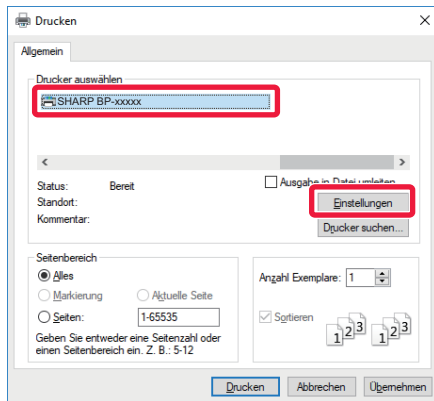 Drucken
Allgemein
Drucker auswählen
SHARP BP-xxxxx
Status: Bereit
Ausgabe in Datei umleiten
Standort:
Einstellungen
Kommentar:
Drucker suchen...
Seitenbereich
Alles
Anzahl Exemplare: 1
Markierung Aktuelle Seite
Seiten: 1-65535
Sortieren
Geben Sie entweder eine Seitenzahl oder
einen Seitenbereich ein. Z. B.: 5-12
1 2 3 1 2 3
Drucken Abbrechen Übernehmen